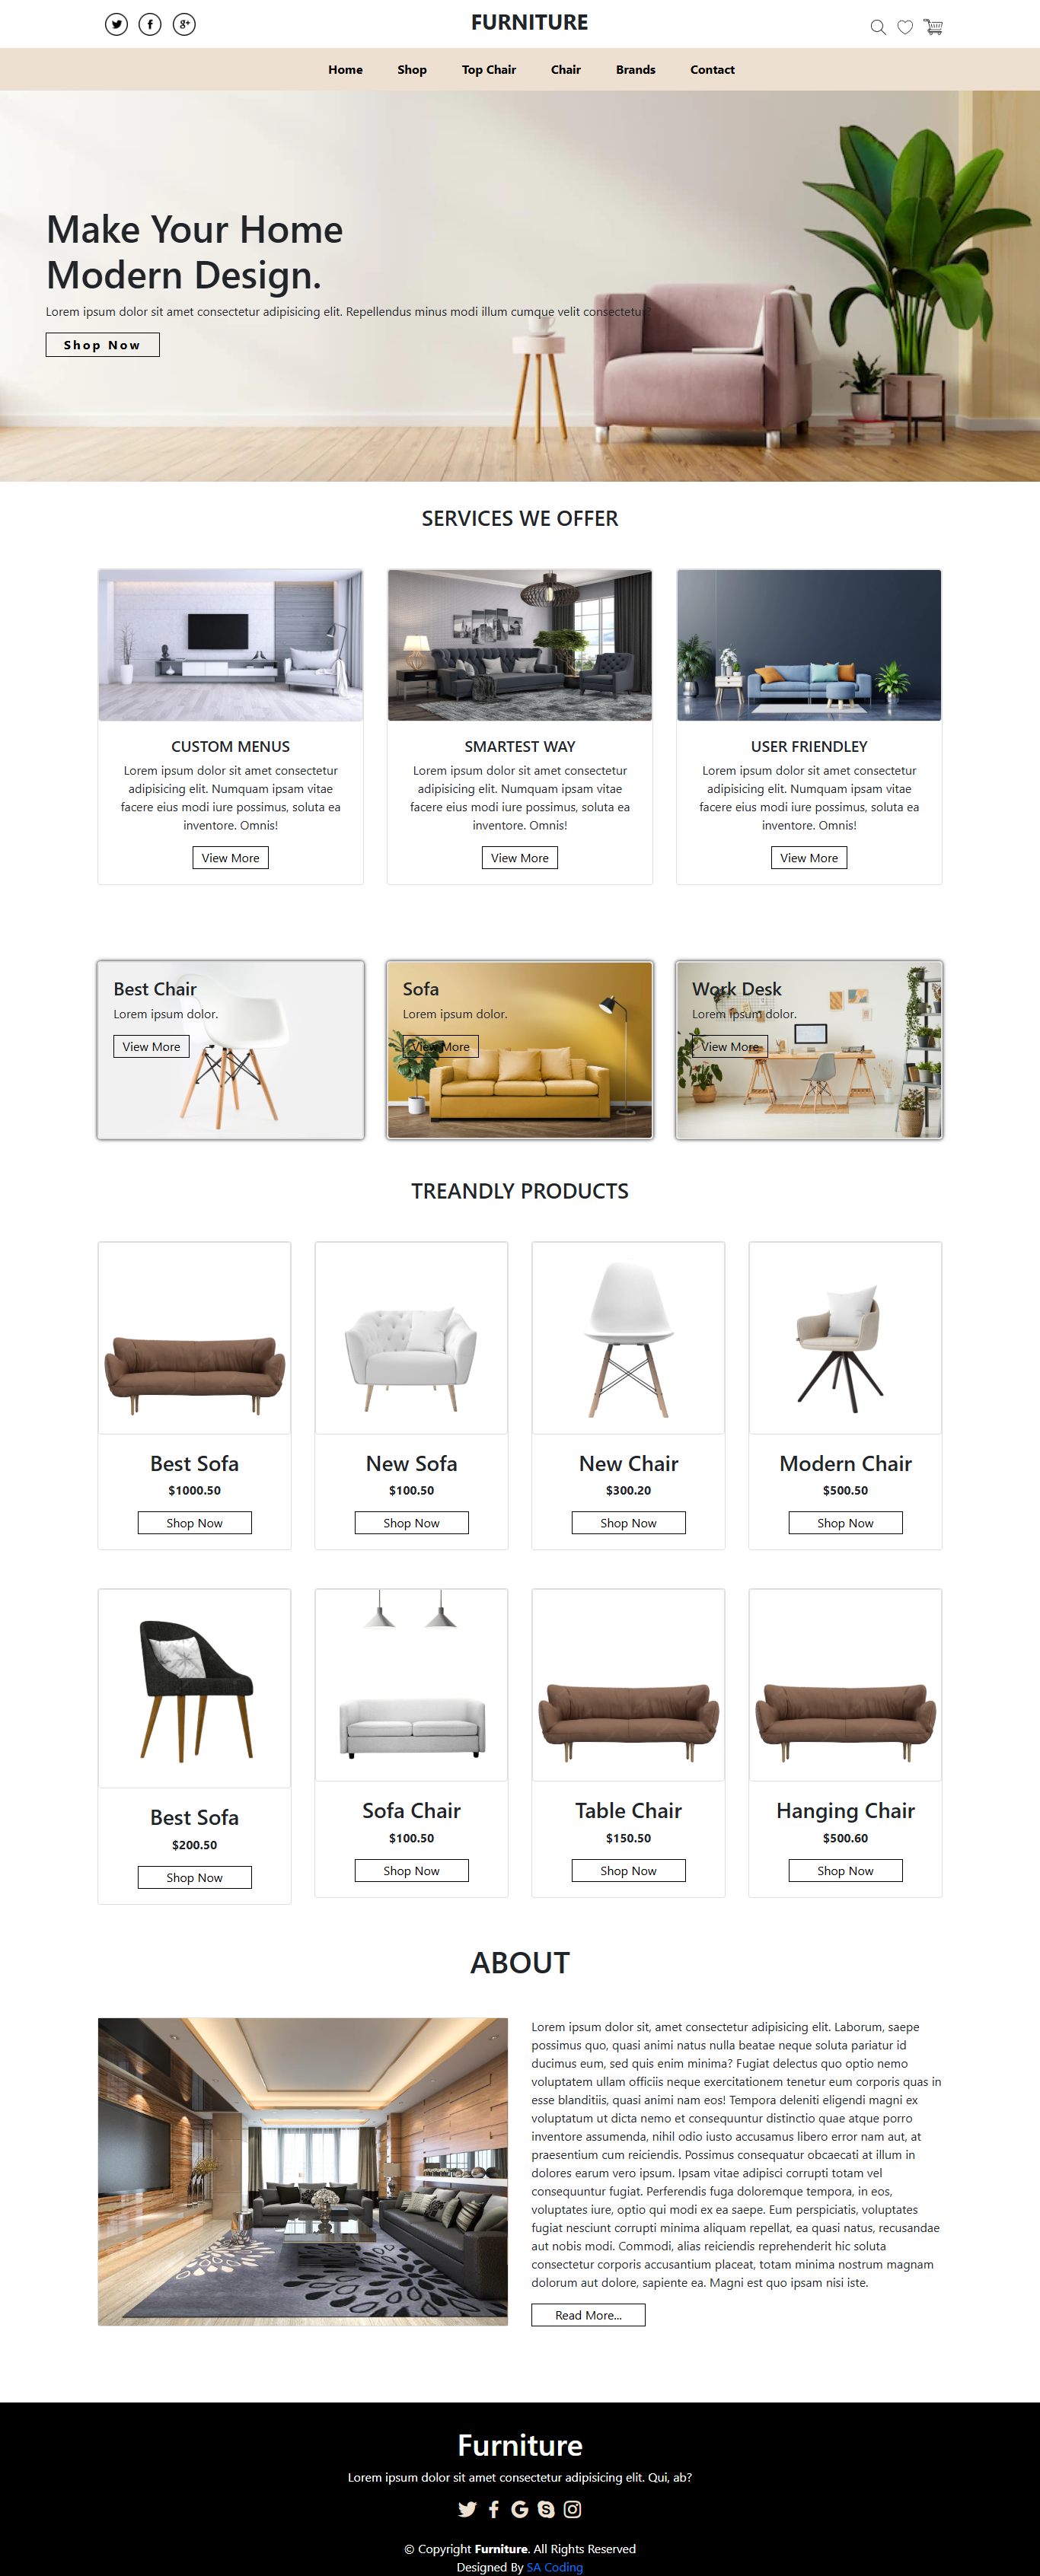 FURNITURE
Home Shop Top Chair Chair Brands Contact
Make Your Home
Modern Design.
Lorem ipsum dolor sit amet consectetur adipisicing elit. Repellendus minus modi illum cumque velit consectetur?
Shop Now
SERVICES WE OFFER
CUSTOM MENUS
Lorem ipsum dolor sit amet consectetur
adipisicing elit. Numquam ipsam vitae
facere eius modi iure possimus, soluta ea
inventore. Omnis!
View More
SMARTEST WAY
Lorem ipsum dolor sit amet consectetur
adipisicing elit. Numquam ipsam vitae
facere eius modi iure possimus, soluta ea
inventore. Omnis!
View More
USER FRIENDLEY
Lorem ipsum dolor sit amet consectetur
adipisicing elit. Numquam ipsam vitae
facere eius modi iure possimus, soluta ea
inventore. Omnis!
View More
Best Chair
Lorem ipsum dolor.
View More
Sofa
Lorem ipsum dolor.
View More
Work Desk
Lorem ipsum dolor.
View More
TREANDLY PRODUCTS
Best Sofa
$1000.50
Shop Now
New Sofa
$100.50
Shop Now
New Chair
$300.20
Shop Now
Modern Chair
$500.50
Shop Now
Best Sofa
$200.50
Shop Now
Sofa Chair
$100.50
Shop Now
Table Chair
$150.50
Shop Now
Hanging Chair
$500.60
Shop Now
ABOUT
Lorem ipsum dolor sit, amet consectetur adipisicing elit. Laborum, saepe
possimus quo, quasi animi natus nulla beatae neque soluta pariatur id
ducimus eum, sed quis enim minima? Fugiat delectus quo optio nemo
voluptatem ullam officiis neque exercitationem tenetur eum corporis quas in
esse blanditiis, quasi animi nam eos! Tempora deleniti eligendi magni ex
voluptatum ut dicta nemo et consequuntur distinctio quae atque porro
inventore assumenda, nihil odio iusto accusamus libero error nam aut, at
praesentium cum reiciendis. Possimus consequatur obcaecati at illum in
dolores earum vero ipsum. Ipsam vitae adipisci corrupti totam vel
consequuntur fugiat. Perferendis fuga doloremque tempora, in eos,
voluptates iure, optio qui modi ex ea saepe. Eum perspiciatis, voluptates
fugiat nesciunt corrupti minima aliquam repellat, ea quasi natus, recusandae
aut nobis modi. Commodi, alias reiciendis reprehenderit hic soluta
consectetur corporis accusantium placeat, totam minima nostrum magnam
dolorum aut dolore, sapiente ea. Magni est quo ipsam nisi iste.
Read More...
Furniture
Lorem ipsum dolor sit amet consectetur adipisicing elit. Qui, ab?
© Copyright Furniture. All Rights Reserved
Designed By SA Coding